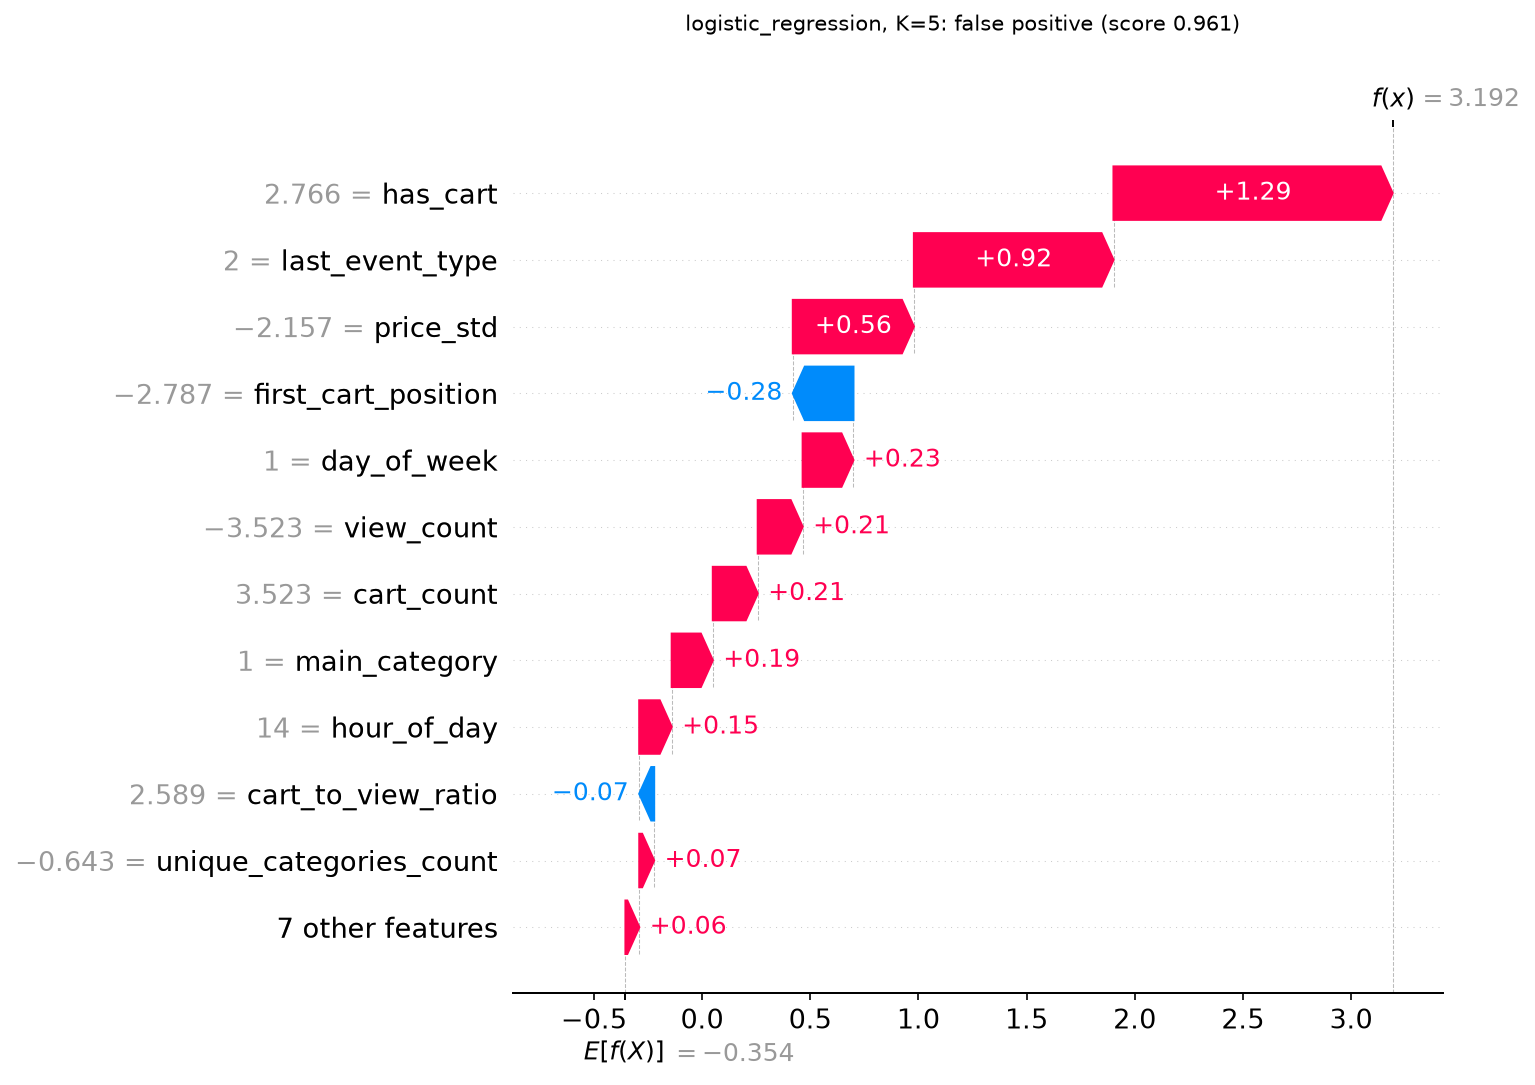 logistic_regression, K=5: false positive (score 0.961)
f(x) = 3.192
2.766 = has_cart +1.29
2 = last_event_type +0.92
−2.157 = price_std +0.56
−2.787 = first_cart_position −0.28
1 = day_of_week +0.23
−3.523 = view_count +0.21
3.523 = cart_count +0.21
1 = main_category +0.19
14 = hour_of_day +0.15
2.589 = cart_to_view_ratio −0.07
−0.643 = unique_categories_count +0.07
7 other features +0.06
−0.5 0.0 0.5 1.0 1.5 2.0 2.5 3.0
E[f(X)] = −0.354